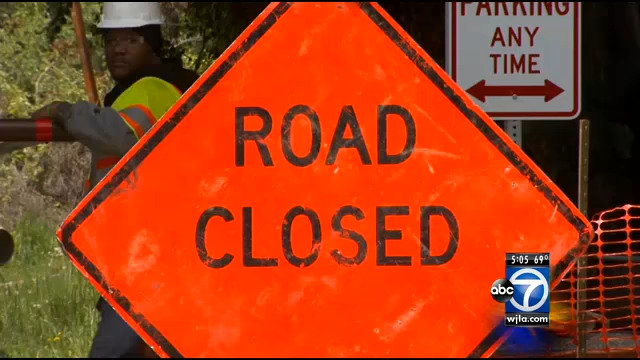 PARKING
ANY
TIME
ROAD
CLOSED
5:05 69°
abc 7
wjla.com